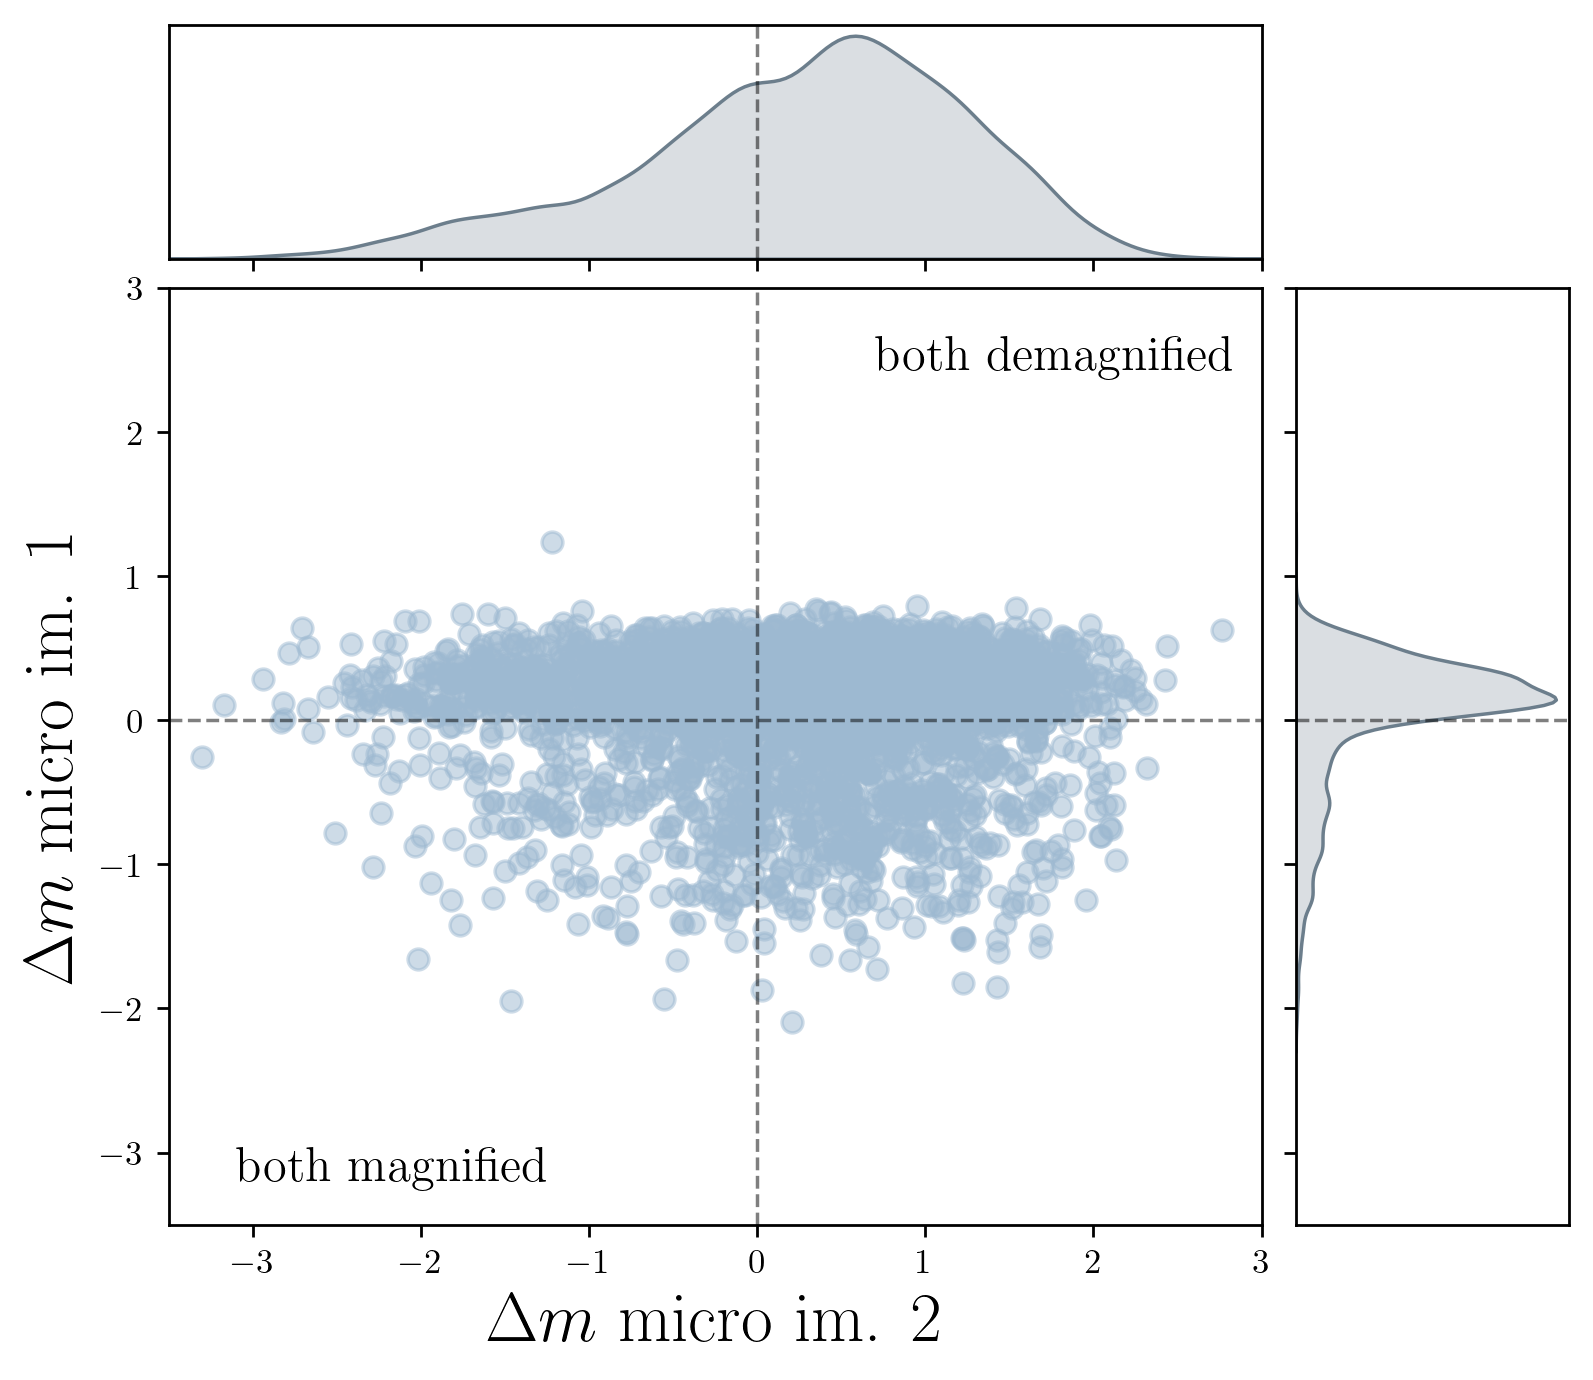 3
both demagnified
2
1
0
−1
−2
−3
Δm micro im. 1
both magnified
−3 −2 −1 0 1 2 3
Δm micro im. 2